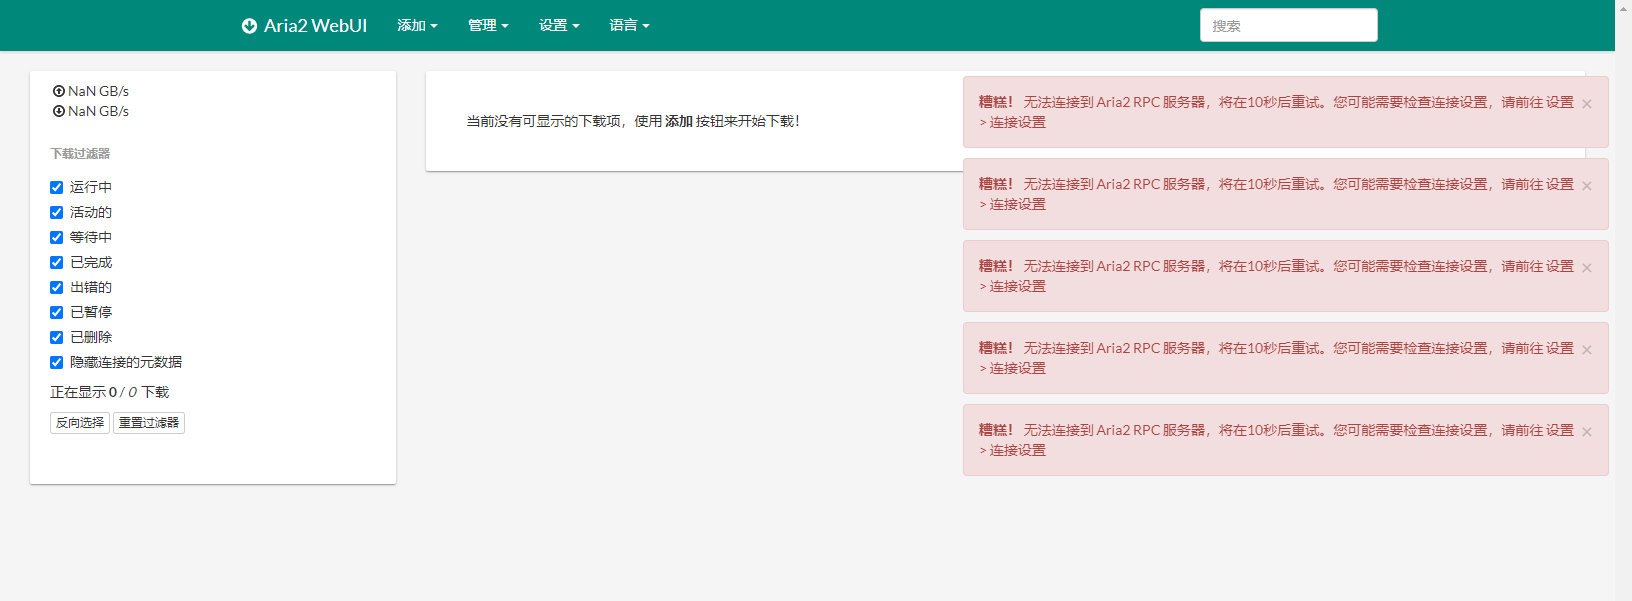 Aria2 WebUI 添加 管理 设置 语言 搜索
NaN GB/s
NaN GB/s
下载过滤器
运行中
活动的
等待中
已完成
出错的
已暂停
已删除
隐藏连接的元数据
正在显示 0 / 0 下载
反向选择 重置过滤器
当前没有可显示的下载项，使用 添加 按钮来开始下载！
糟糕！ 无法连接到 Aria2 RPC 服务器，将在10秒后重试。您可能需要检查连接设置，请前往 设置 ×
> 连接设置
糟糕！ 无法连接到 Aria2 RPC 服务器，将在10秒后重试。您可能需要检查连接设置，请前往 设置 ×
> 连接设置
糟糕！ 无法连接到 Aria2 RPC 服务器，将在10秒后重试。您可能需要检查连接设置，请前往 设置 ×
> 连接设置
糟糕！ 无法连接到 Aria2 RPC 服务器，将在10秒后重试。您可能需要检查连接设置，请前往 设置 ×
> 连接设置
糟糕！ 无法连接到 Aria2 RPC 服务器，将在10秒后重试。您可能需要检查连接设置，请前往 设置 ×
> 连接设置